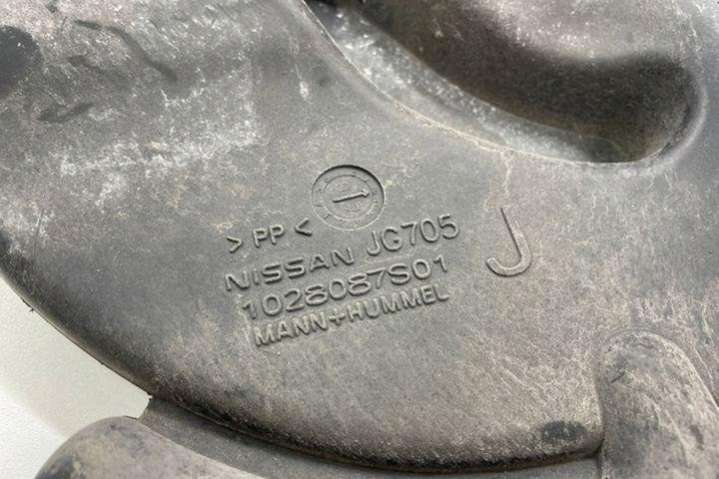 >PP<
NISSAN JG705
1028087S01
MANN+HUMMEL
J